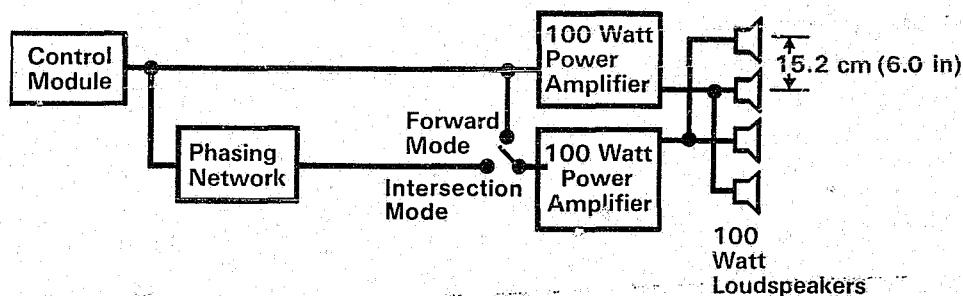 Control
Module
Phasing
Network
Forward
Mode
Intersection
Mode
100 Watt
Power
Amplifier
100 Watt
Power
Amplifier
15.2 cm (6.0 in)
100
Watt
Loudspeakers